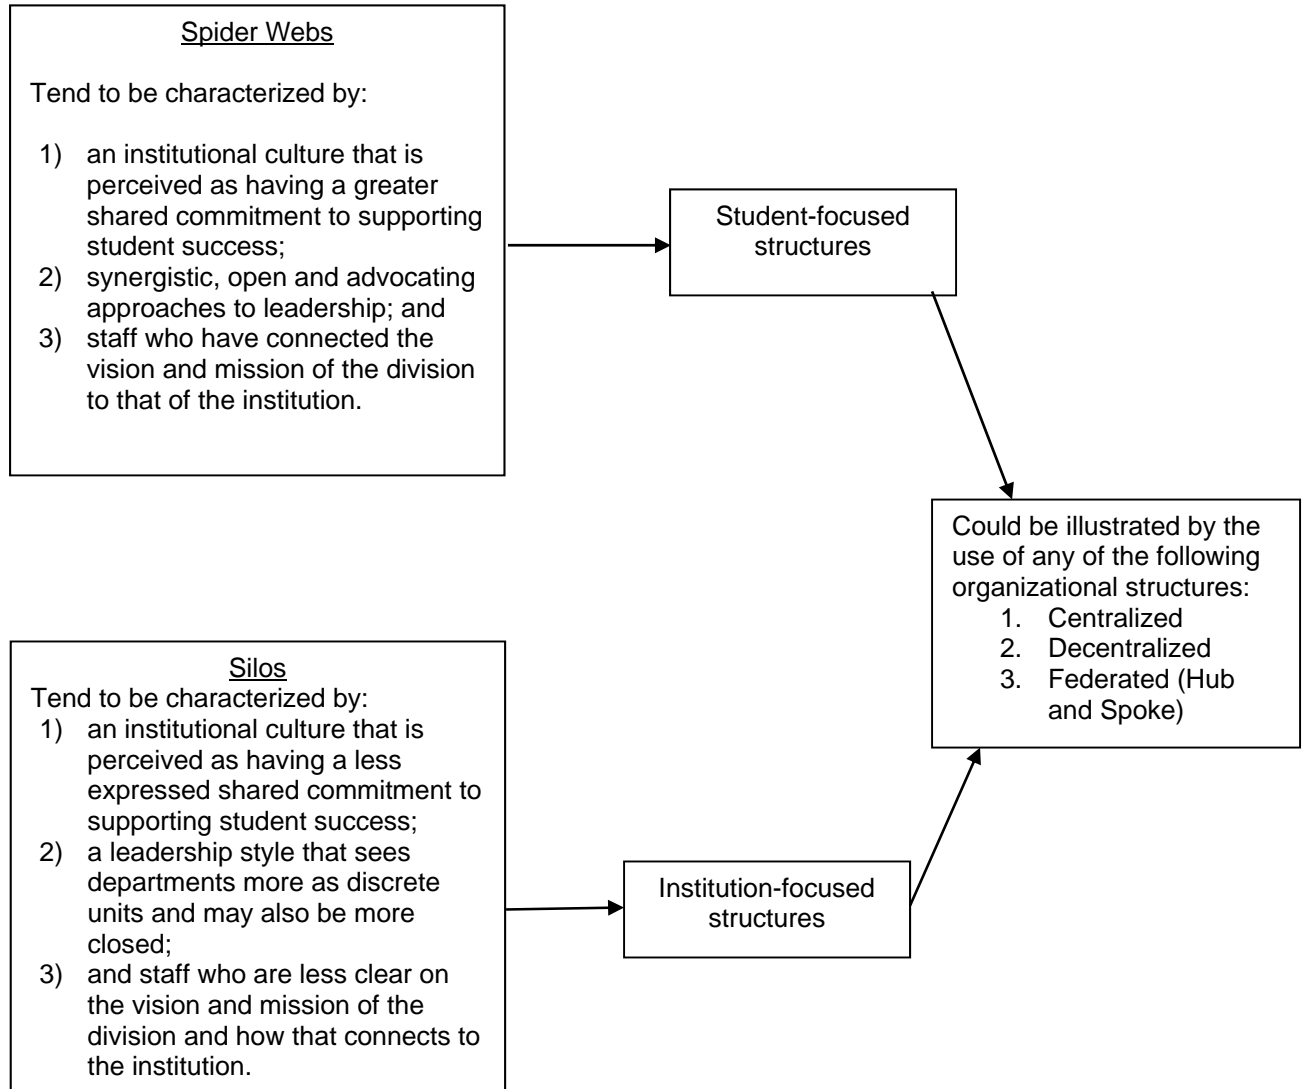 Spider Webs
Tend to be characterized by:
1) an institutional culture that is
perceived as having a greater
shared commitment to supporting
student success;
2) synergistic, open and advocating
approaches to leadership; and
3) staff who have connected the
vision and mission of the division
to that of the institution.
Student-focused
structures
Could be illustrated by the
use of any of the following
organizational structures:
1. Centralized
2. Decentralized
3. Federated (Hub
and Spoke)
Silos
Tend to be characterized by:
1) an institutional culture that is
perceived as having a less
expressed shared commitment to
supporting student success;
2) a leadership style that sees
departments more as discrete
units and may also be more
closed;
3) and staff who are less clear on
the vision and mission of the
division and how that connects to
the institution.
Institution-focused
structures